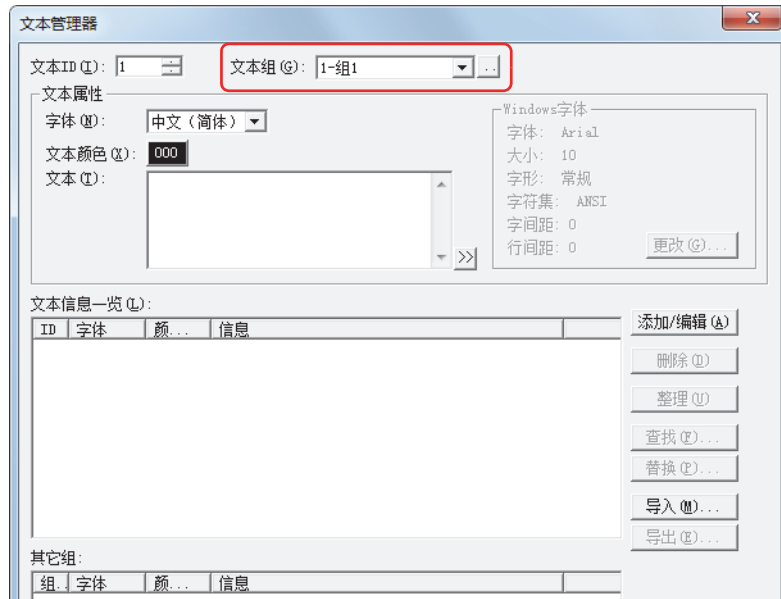 文本管理器
文本ID(I): 1 文本组(G): 1-组1 ..
文本属性
字体(N): 中文（简体）
文本颜色(X): 000
文本(T):
>>
Windows字体
字体: Arial
大小: 10
字形: 常规
字符集: ANSI
字间距: 0
行间距: 0 更改(G)...
文本信息一览(L):
ID 字体 颜... 信息
添加/编辑(A)
删除(D)
整理(U)
查找(F)...
替换(P)...
导入(M)...
导出(E)...
其它组:
组. 字体 颜... 信息